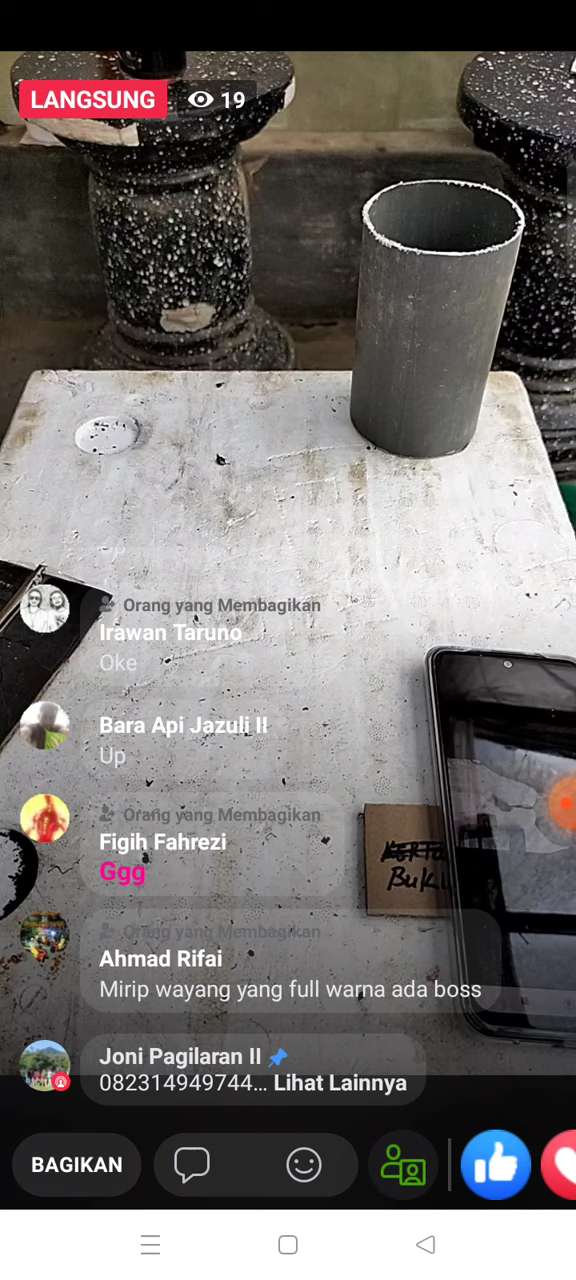 LANGSUNG
19
Orang yang Membagikan
Irawan Taruno
Oke
Bara Api Jazuli II
Up
Orang yang Membagikan
Figih Fahrezi
Ggg
Orang yang Membagikan
Ahmad Rifai
Mirip wayang yang full warna ada boss
Joni Pagilaran II
082314949744... Lihat Lainnya
BAGIKAN